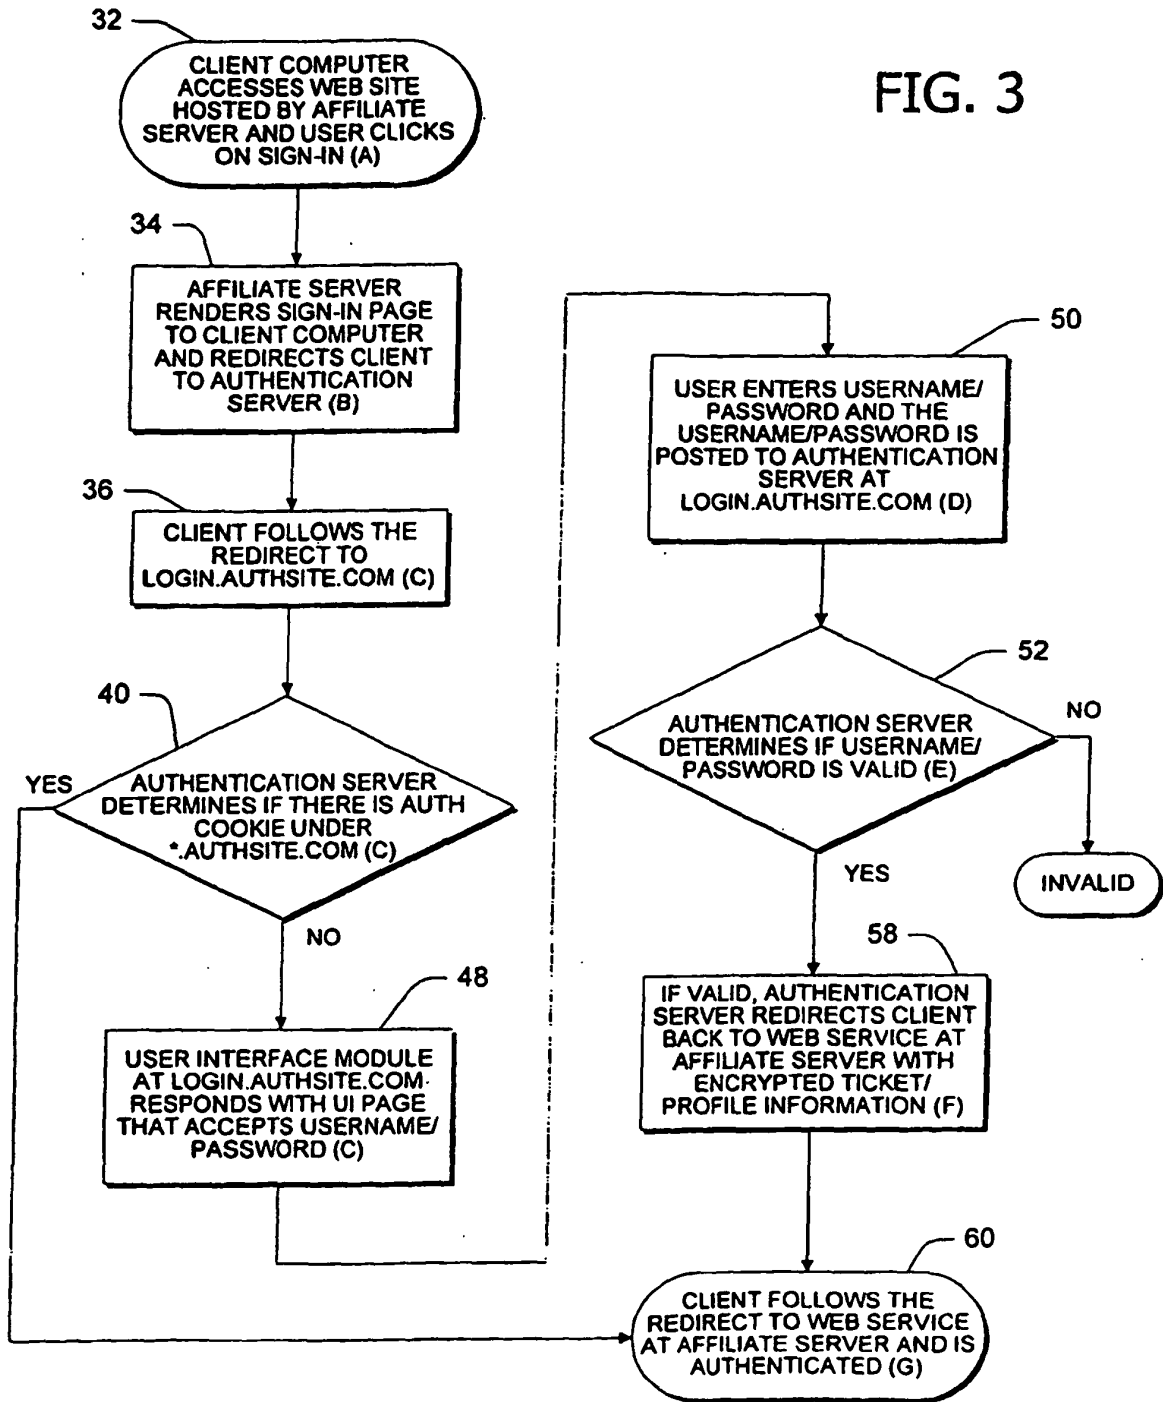 32
CLIENT COMPUTER
ACCESSES WEB SITE
HOSTED BY AFFILIATE
SERVER AND USER CLICKS
ON SIGN-IN (A)
FIG. 3
34
AFFILIATE SERVER
RENDERS SIGN-IN PAGE
TO CLIENT COMPUTER
AND REDIRECTS CLIENT
TO AUTHENTICATION
SERVER (B)
36
CLIENT FOLLOWS THE
REDIRECT TO
LOGIN.AUTHSITE.COM (C)
40
YES
AUTHENTICATION SERVER
DETERMINES IF THERE IS AUTH
COOKIE UNDER
*.AUTHSITE.COM (C)
NO
48
USER INTERFACE MODULE
AT LOGIN.AUTHSITE.COM
RESPONDS WITH UI PAGE
THAT ACCEPTS USERNAME/
PASSWORD (C)
50
USER ENTERS USERNAME/
PASSWORD AND THE
USERNAME/PASSWORD IS
POSTED TO AUTHENTICATION
SERVER AT
LOGIN.AUTHSITE.COM (D)
52
AUTHENTICATION SERVER
DETERMINES IF USERNAME/
PASSWORD IS VALID (E)
NO
INVALID
YES
58
IF VALID, AUTHENTICATION
SERVER REDIRECTS CLIENT
BACK TO WEB SERVICE AT
AFFILIATE SERVER WITH
ENCRYPTED TICKET/
PROFILE INFORMATION (F)
60
CLIENT FOLLOWS THE
REDIRECT TO WEB SERVICE
AT AFFILIATE SERVER AND IS
AUTHENTICATED (G)